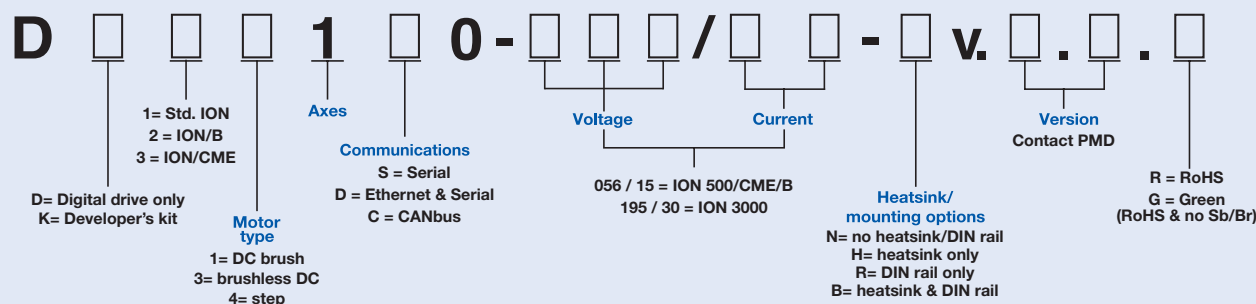 D □ □ □ 1 □ 0 - □ □ □ / □ □ - □ v. □ . □ . □
1= Std. ION
2 = ION/B
3 = ION/CME
D= Digital drive only
K= Developer's kit
Motor
type
1= DC brush
3= brushless DC
4= step
Axes
Communications
S = Serial
D = Ethernet & Serial
C = CANbus
Voltage
Current
056 / 15 = ION 500/CME/B
195 / 30 = ION 3000
Heatsink/
mounting options
N= no heatsink/DIN rail
H= heatsink only
R= DIN rail only
B= heatsink & DIN rail
Version
Contact PMD
R = RoHS
G = Green
(RoHS & no Sb/Br)